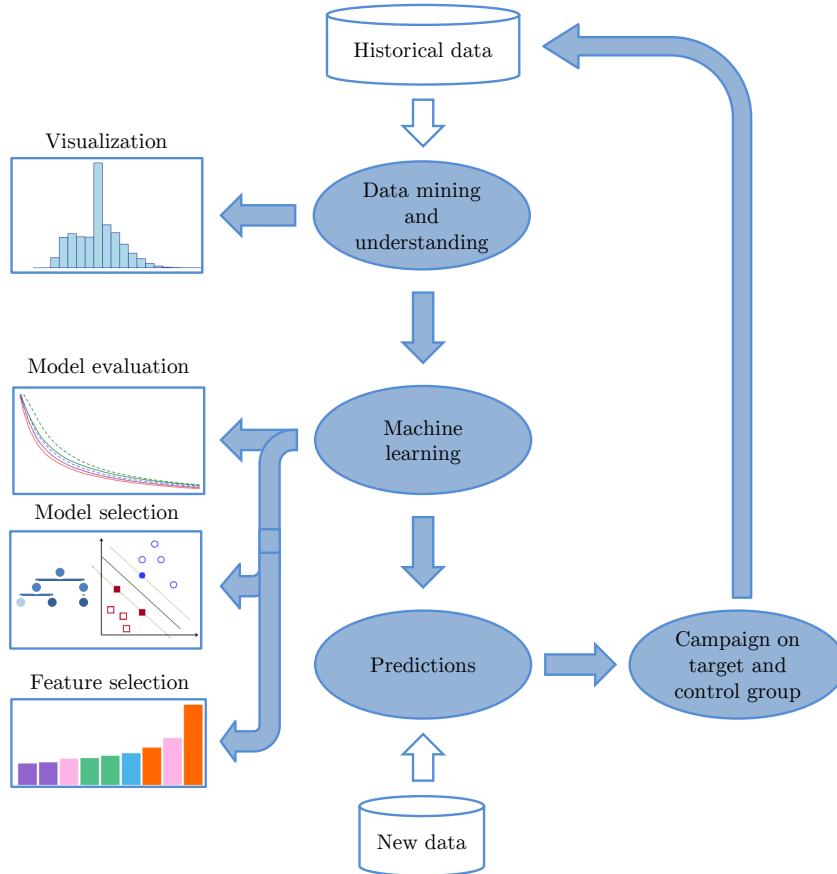 Historical data
Visualization
Data mining
and
understanding
Model evaluation
Machine
learning
Model selection
Predictions
Campaign on
target and
control group
Feature selection
New data